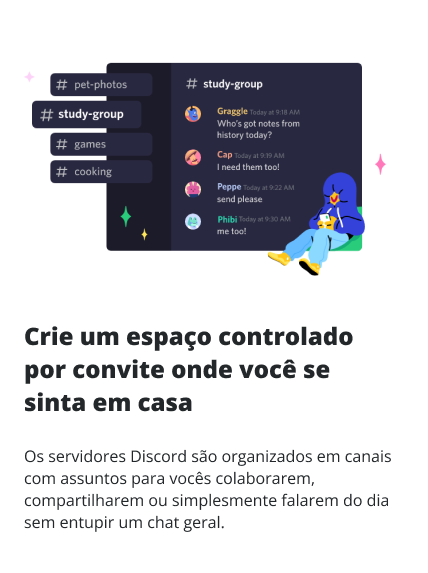 # pet-photos
# study-group
# games
# cooking
# study-group
Graggle Today at 9:18 AM
Who's got notes from
history today?
Cap Today at 9:19 AM
I need them too!
Peppe Today at 9:22 AM
send please
Phibi Today at 9:30 AM
me too!
Crie um espaço controlado
por convite onde você se
sinta em casa
Os servidores Discord são organizados em canais
com assuntos para vocês colaborarem,
compartilharem ou simplesmente falarem do dia
sem entupir um chat geral.